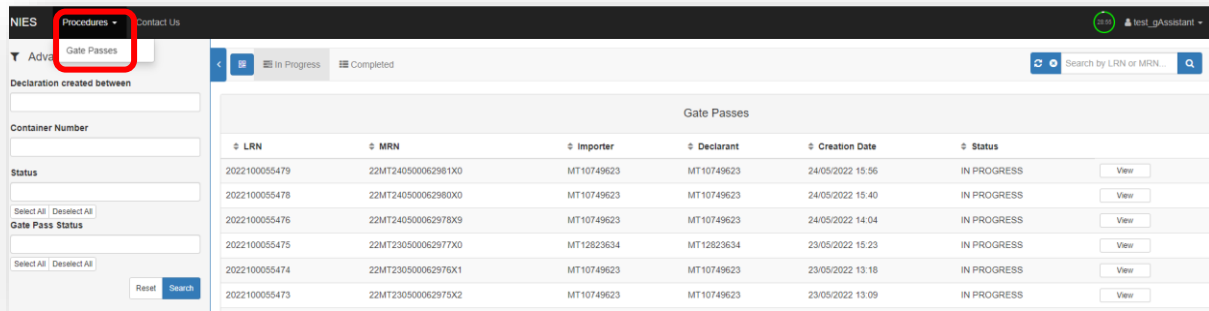 NIES Procedures Contact Us 28:55 test_gAssistant
Gate Passes
Adva
In Progress Completed Search by LRN or MRN...
Declaration created between
Container Number
Status
Select All Deselect All
Gate Pass Status
Select All Deselect All
Reset Search
Gate Passes
LRN MRN Importer Declarant Creation Date Status
2022100055479 22MT240500062981X0 MT10749623 MT10749623 24/05/2022 15:56 IN PROGRESS View
2022100055478 22MT240500062980X0 MT10749623 MT10749623 24/05/2022 15:40 IN PROGRESS View
2022100055476 22MT240500062978X9 MT10749623 MT10749623 24/05/2022 14:04 IN PROGRESS View
2022100055475 22MT230500062977X0 MT12823634 MT12823634 23/05/2022 15:23 IN PROGRESS View
2022100055474 22MT230500062976X1 MT10749623 MT10749623 23/05/2022 13:18 IN PROGRESS View
2022100055473 22MT230500062975X2 MT10749623 MT10749623 23/05/2022 13:09 IN PROGRESS View